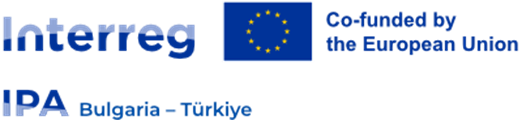 Interreg
Co-funded by
the European Union
IPA Bulgaria – Türkiye